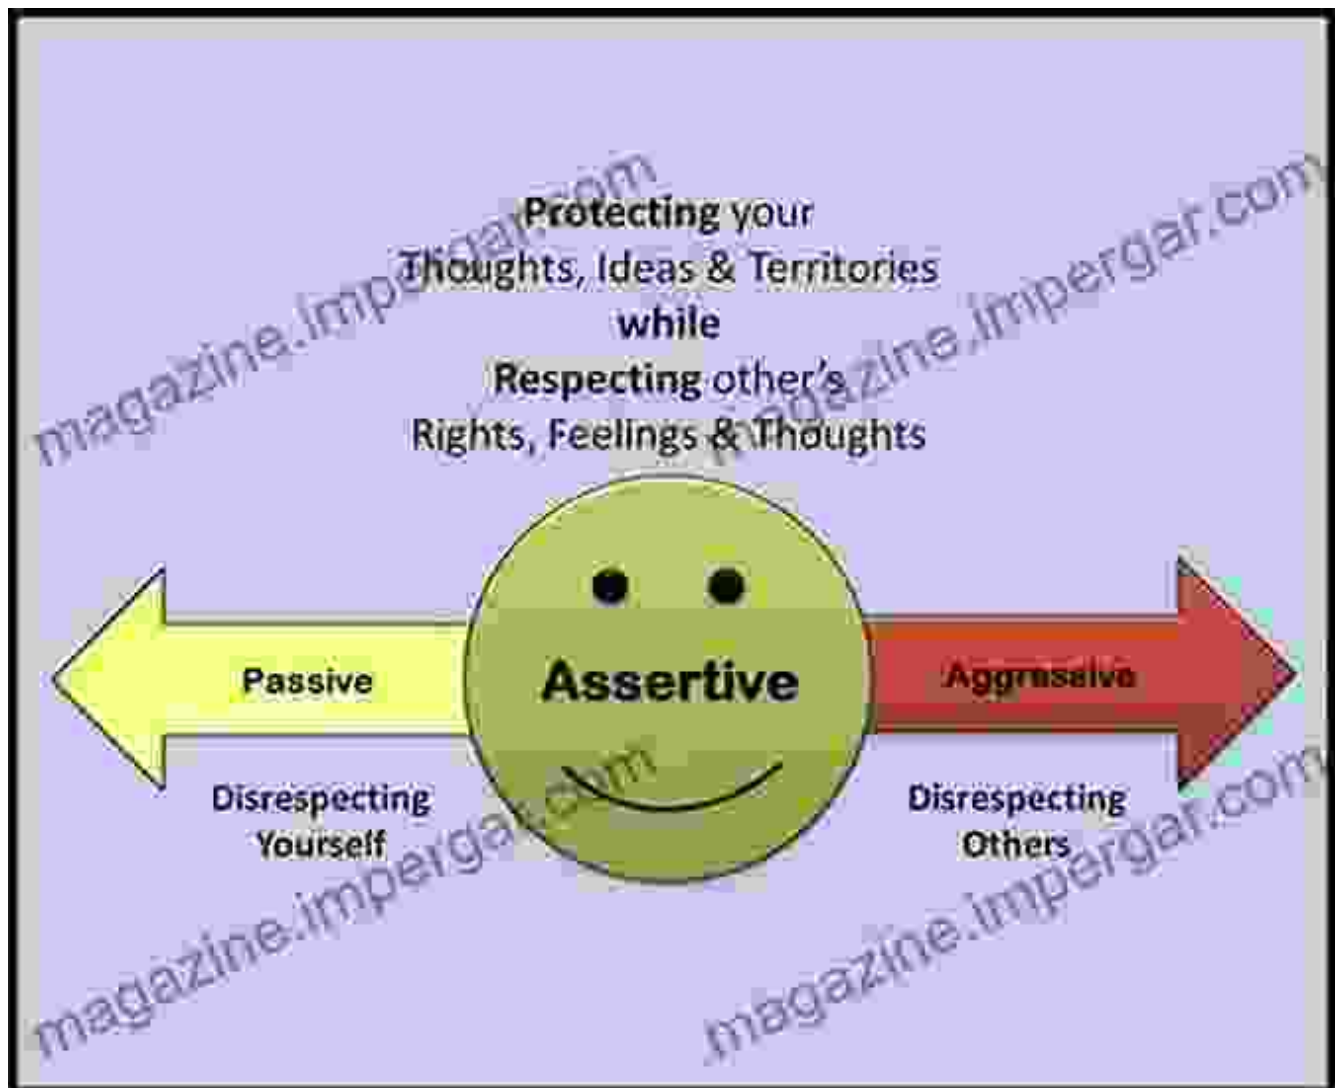 Protecting your
Thoughts, Ideas & Territories
while
Respecting other's
Rights, Feelings & Thoughts
Passive
Assertive
Aggressive
Disrespecting
Yourself
Disrespecting
Others
magazine.impergar.com
magazine.impergar.com
magazine.impergar.com
magazine.impergar.com